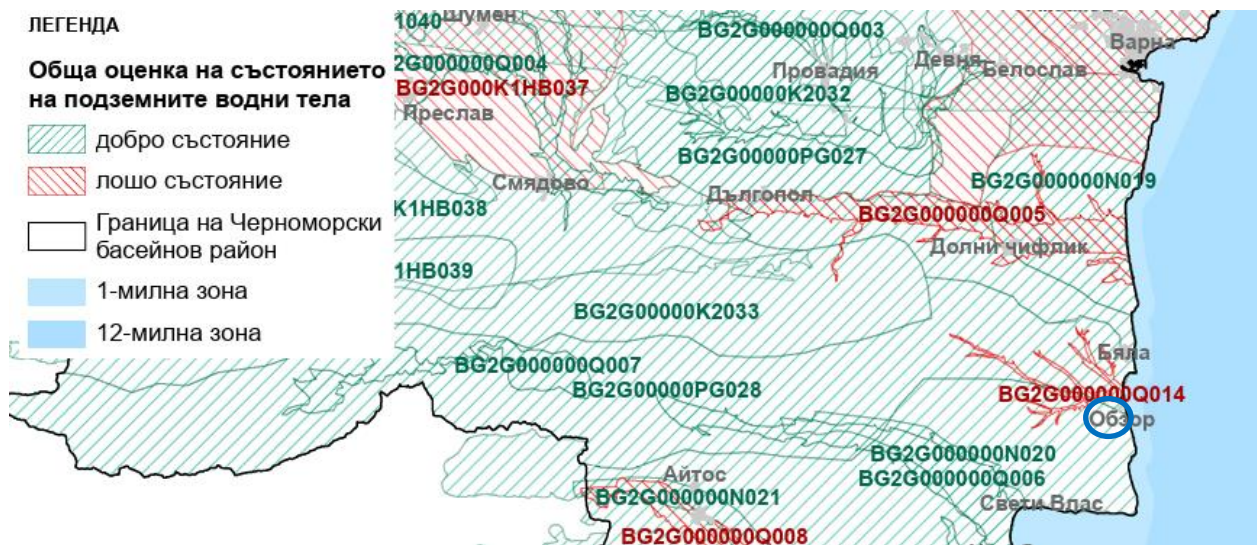 ЛЕГЕНДА
Обща оценка на състоянието
на подземните водни тела
добро състояние
лошо състояние
Граница на Черноморски
басейнов район
1-милна зона
12-милна зона
1040
Шумен
BG2G000000Q003
Варна
2G000000Q004
Провадия
Девня
Белослав
BG2G000K1HB037
BG2G00000K2032
Преслав
BG2G00000PG027
Смядово
Дългопол
BG2G000000N019
K1HB038
BG2G000000Q005
Долни чифлик
1HB039
BG2G00000K2033
Бяла
BG2G000000Q007
BG2G00000PG028
BG2G000000Q014
Обзор
BG2G000000N020
Айтос
BG2G000000Q006
BG2G000000N021
Свети Влас
BG2G000000Q008